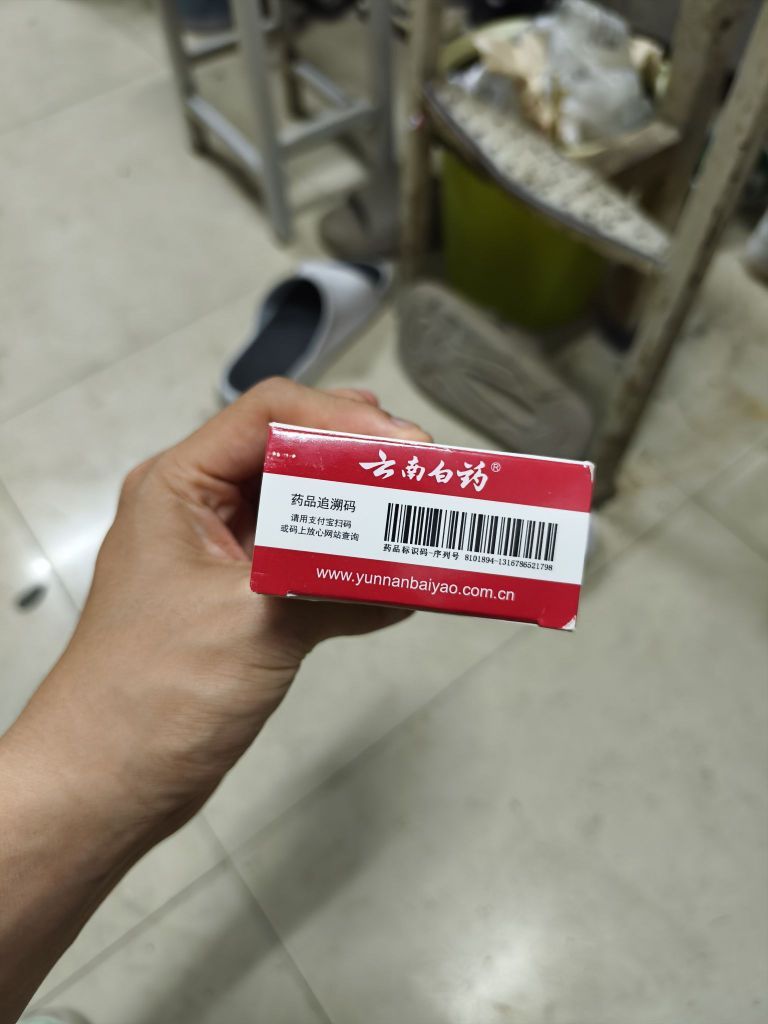 云南白药®
药品追溯码
请用支付宝扫码
或码上放心网站查询
药品标识码-序列号 8101894-1316786521798
www.yunnanbaiyao.com.cn